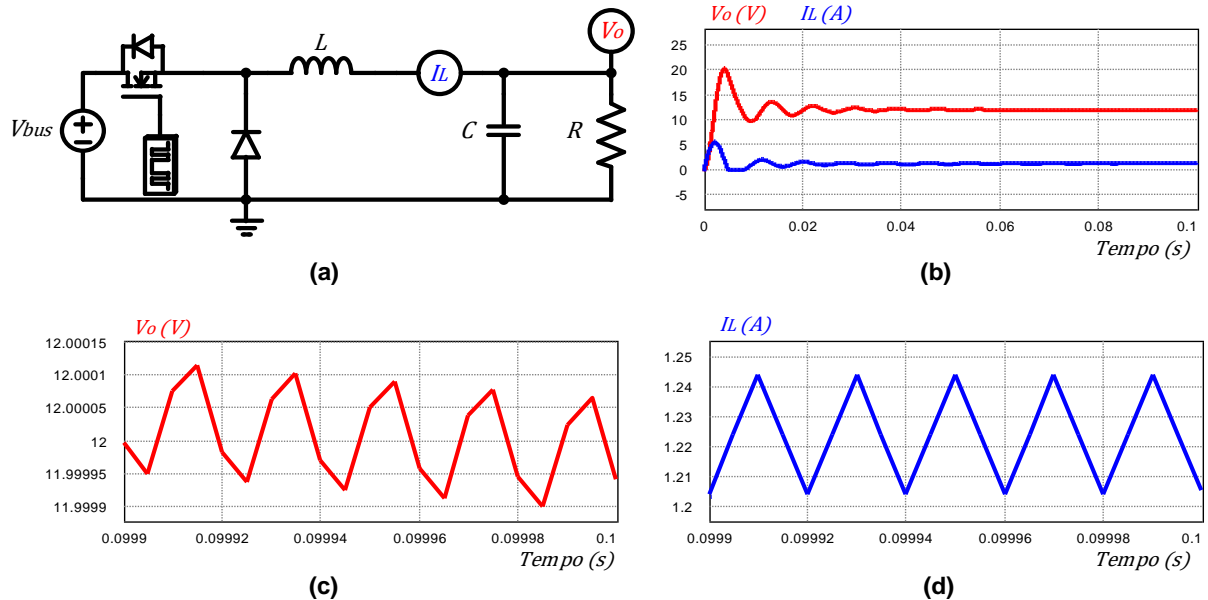 Vo
L
IL
Vbus
C
R
(a)
Vo (V) IL (A)
25
20
15
10
5
0
-5
0 0.02 0.04 0.06 0.08 0.1
Tempo (s)
(b)
Vo (V)
12.00015
12.0001
12.00005
12
11.99995
11.9999
0.0999 0.09992 0.09994 0.09996 0.09998 0.1
Tempo (s)
(c)
IL (A)
1.25
1.24
1.23
1.22
1.21
1.2
0.0999 0.09992 0.09994 0.09996 0.09998 0.1
Tempo (s)
(d)